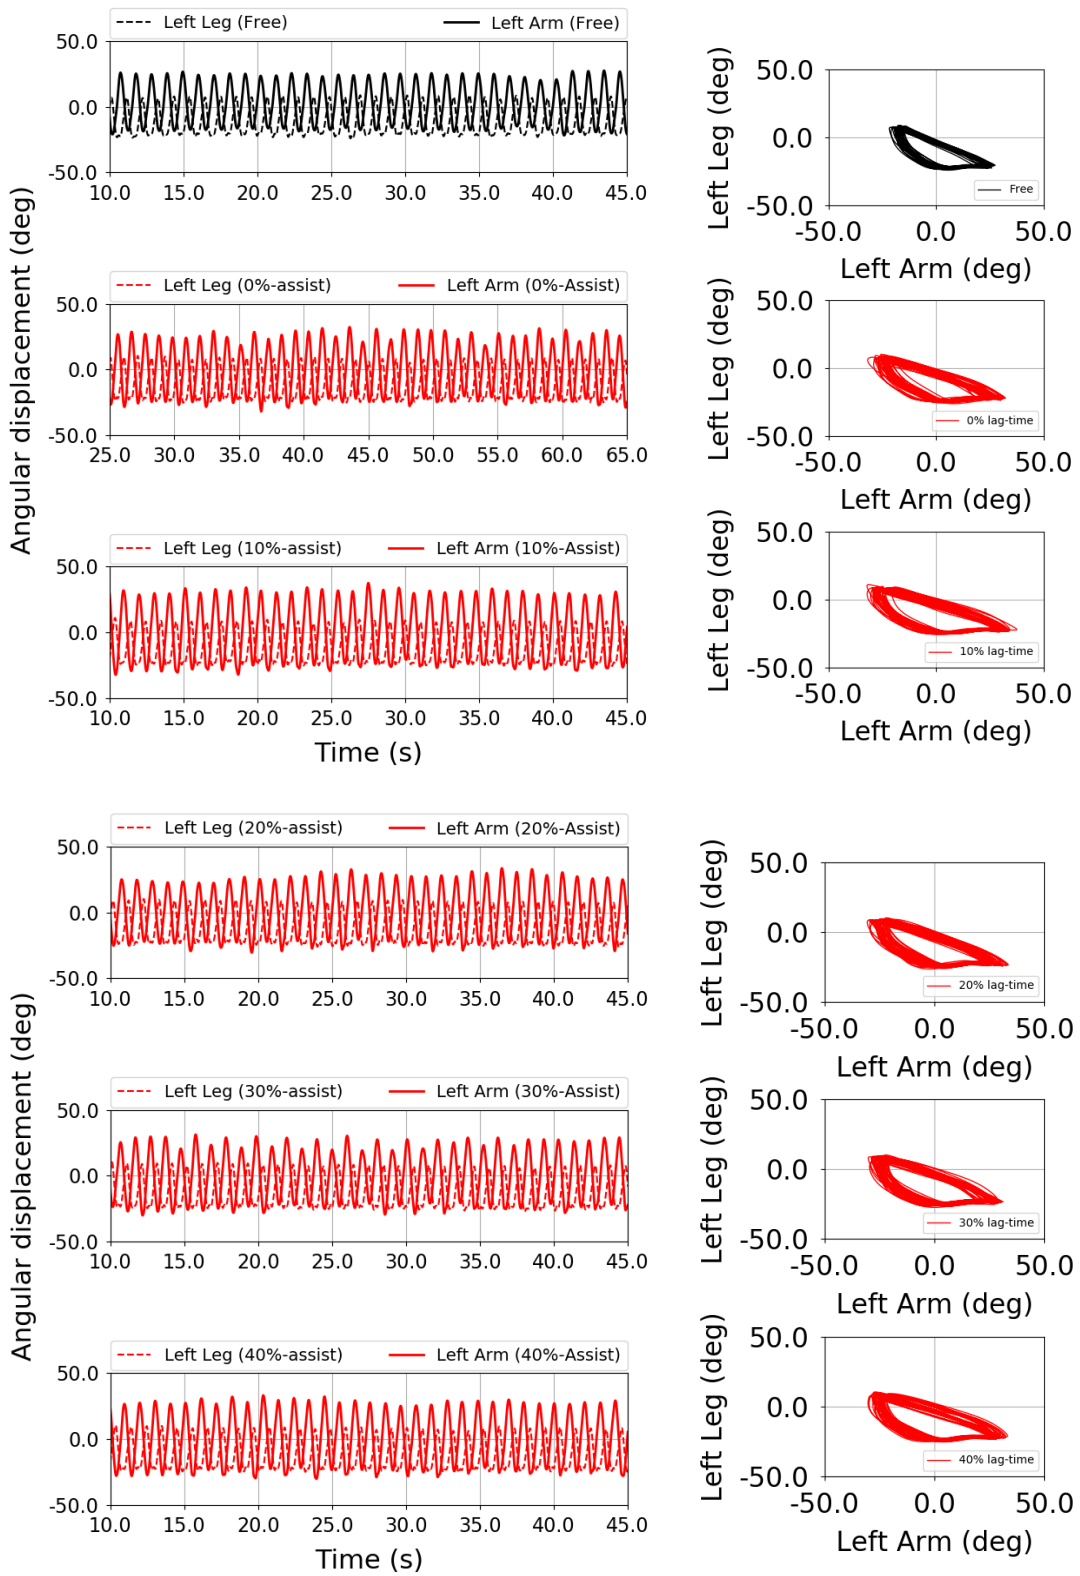 Left Leg (Free) Left Arm (Free)
50.0
0.0
-50.0
10.0 15.0 20.0 25.0 30.0 35.0 40.0 45.0
Left Leg (deg)
50.0
0.0
-50.0
Free
-50.0 0.0 50.0
Left Arm (deg)
Angular displacement (deg)
Left Leg (0%-assist) Left Arm (0%-Assist)
50.0
0.0
-50.0
25.0 30.0 35.0 40.0 45.0 50.0 55.0 60.0 65.0
Left Leg (deg)
50.0
0.0
-50.0
0% lag-time
-50.0 0.0 50.0
Left Arm (deg)
Left Leg (10%-assist) Left Arm (10%-Assist)
50.0
0.0
-50.0
10.0 15.0 20.0 25.0 30.0 35.0 40.0 45.0
Time (s)
Left Leg (deg)
50.0
0.0
-50.0
10% lag-time
-50.0 0.0 50.0
Left Arm (deg)
Left Leg (20%-assist) Left Arm (20%-Assist)
50.0
0.0
-50.0
10.0 15.0 20.0 25.0 30.0 35.0 40.0 45.0
Left Leg (deg)
50.0
0.0
-50.0
20% lag-time
-50.0 0.0 50.0
Left Arm (deg)
Angular displacement (deg)
Left Leg (30%-assist) Left Arm (30%-Assist)
50.0
0.0
-50.0
10.0 15.0 20.0 25.0 30.0 35.0 40.0 45.0
Left Leg (deg)
50.0
0.0
-50.0
30% lag-time
-50.0 0.0 50.0
Left Arm (deg)
Left Leg (40%-assist) Left Arm (40%-Assist)
50.0
0.0
-50.0
10.0 15.0 20.0 25.0 30.0 35.0 40.0 45.0
Time (s)
Left Leg (deg)
50.0
0.0
-50.0
40% lag-time
-50.0 0.0 50.0
Left Arm (deg)